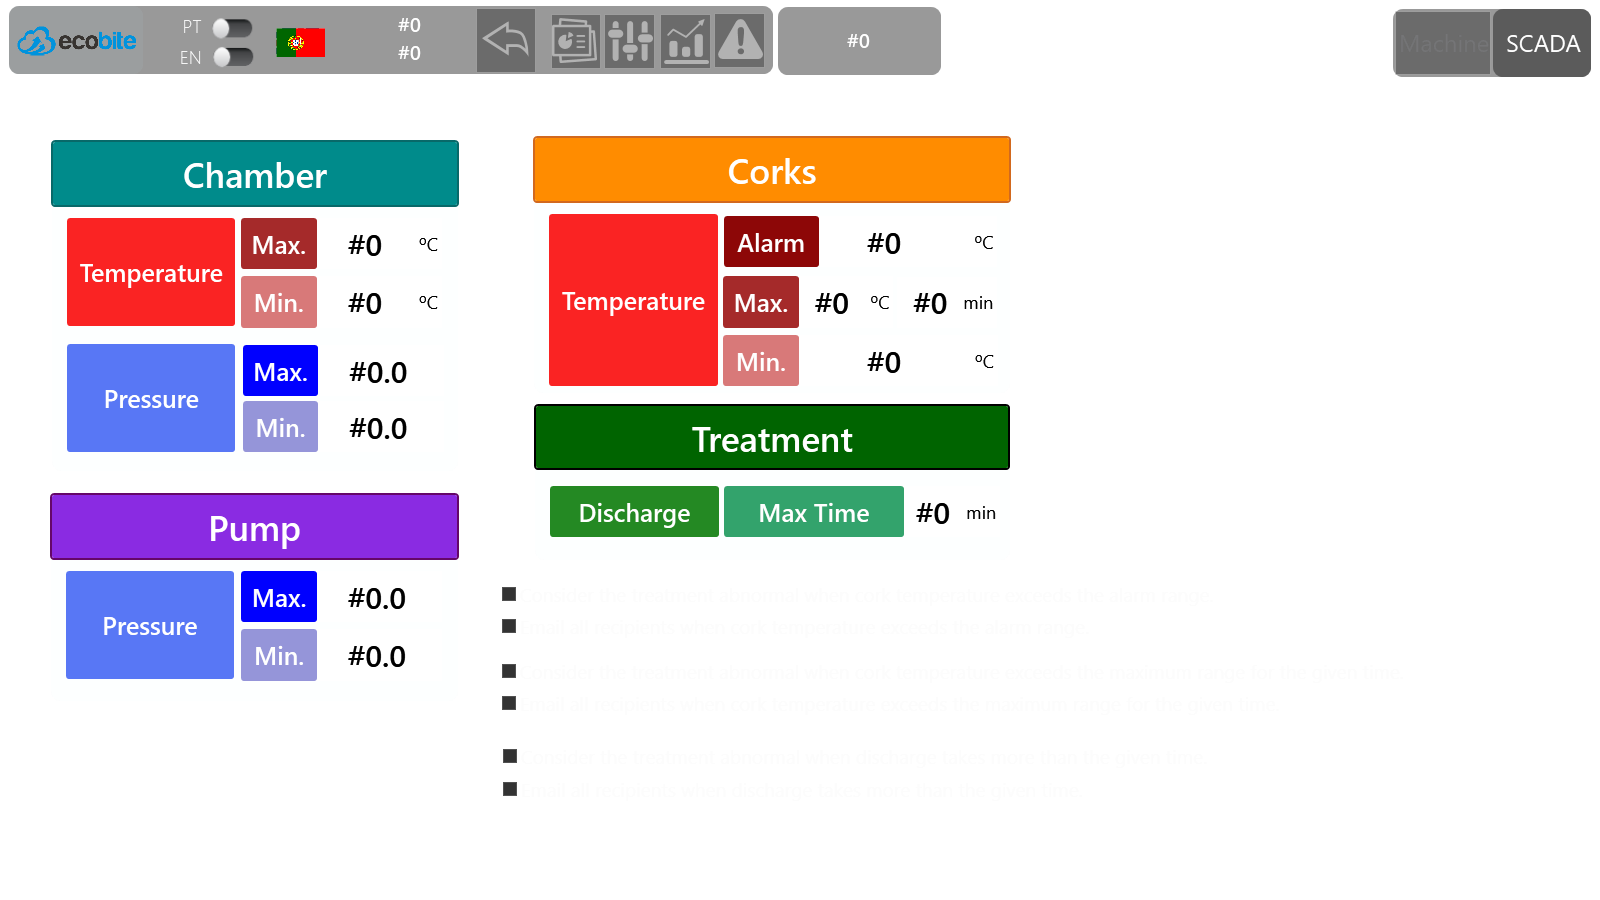 ecobite
PT
EN
#0
#0
#0
Machine
SCADA
Chamber
Temperature
Max.
#0
ºC
Min.
#0
ºC
Pressure
Max.
#0.0
Min.
#0.0
Pump
Pressure
Max.
#0.0
Min.
#0.0
Corks
Temperature
Alarm
#0
ºC
Max.
#0
ºC
#0
min
Min.
#0
ºC
Treatment
Discharge
Max Time
#0
min
Consider the treatment abnormal when cork temperature exceeds the alarm range
Email all recipients when cork temperature exceeds the alarm range
Consider the treatment abnormal when cork temperature exceeds the maximum range for the given time
Email all recipients when cork temperature exceeds the maximum range for the given time
Consider the treatment abnormal when discharge takes more than the given time
Email all recipients when discharge takes more than the given time